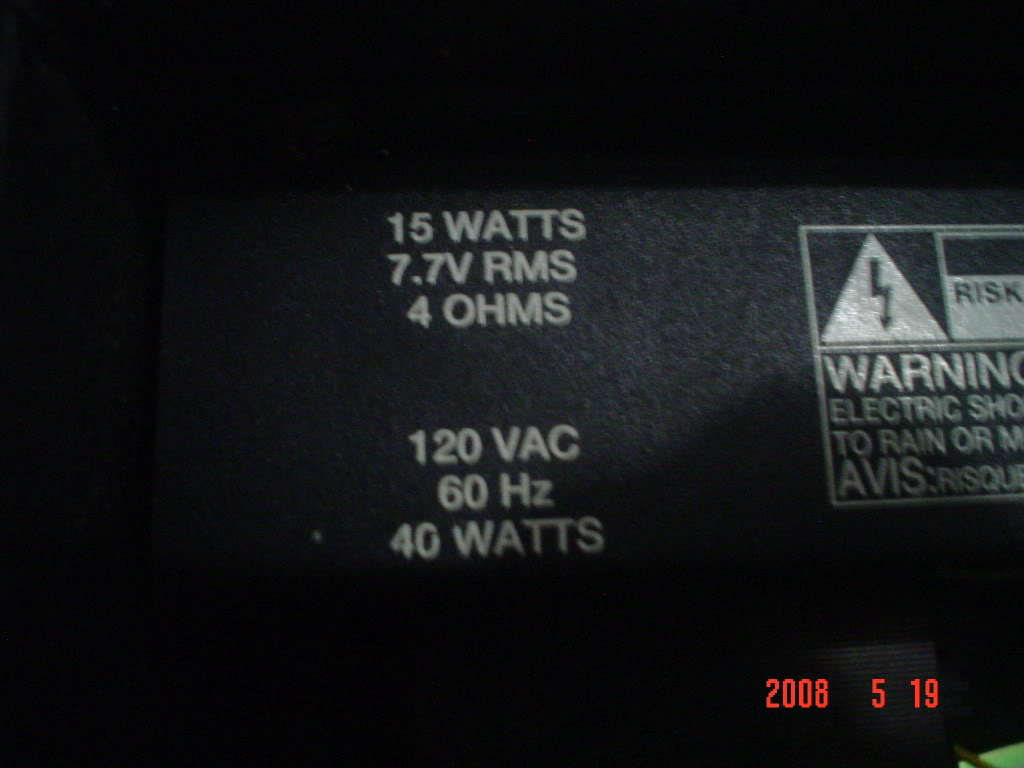 15 WATTS
7.7V RMS
4 OHMS
120 VAC
60 Hz
40 WATTS
RISK
WARNING
ELECTRIC SHO
TO RAIN OR M
AVIS: RISQUE
2008 5 19